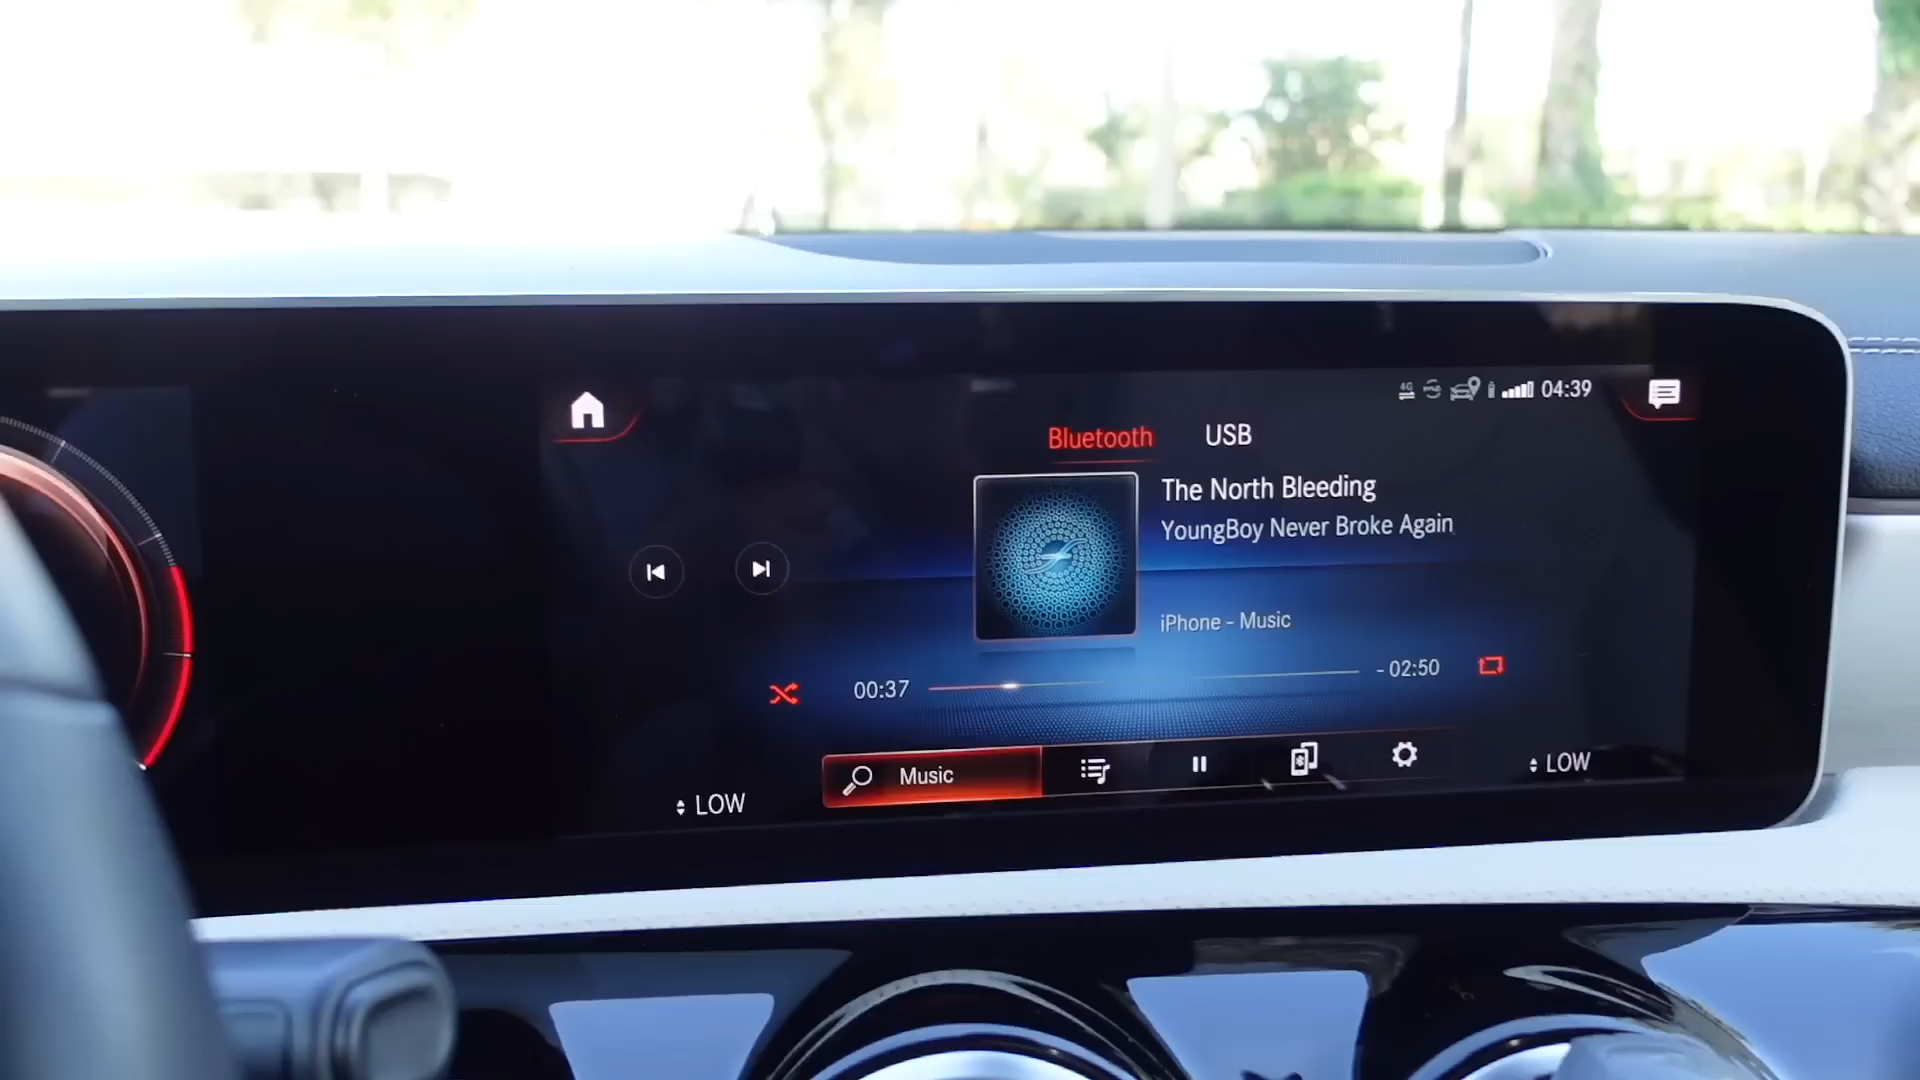 4G
04:39
Bluetooth USB
The North Bleeding
YoungBoy Never Broke Again
iPhone - Music
00:37
- 02:50
Music
LOW
LOW